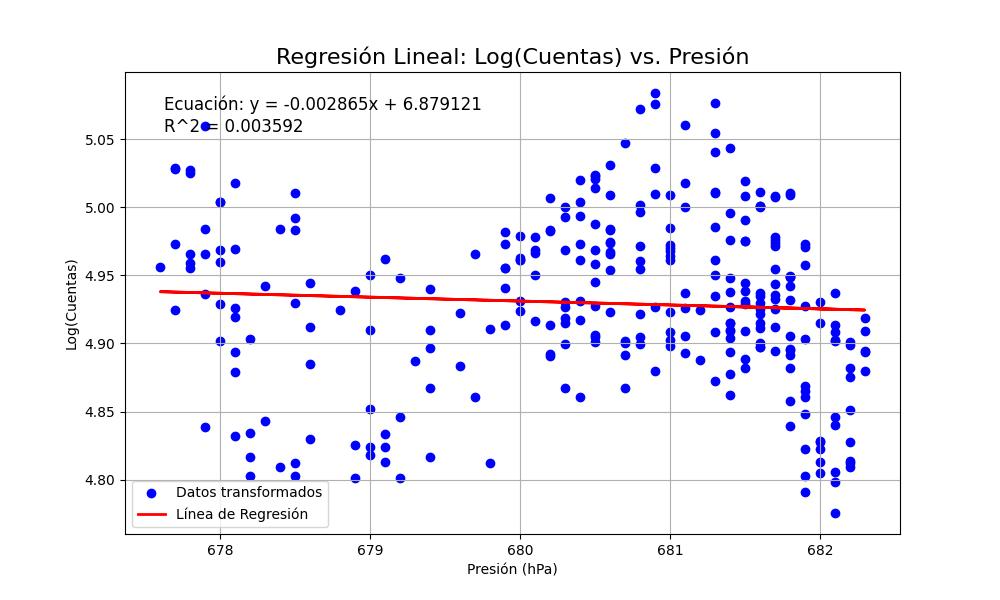 Regresión Lineal: Log(Cuentas) vs. Presión
Ecuación: y = -0.002865x + 6.879121
R^2 = 0.003592
5.05
5.00
4.95
4.90
4.85
4.80
Log(Cuentas)
Datos transformados
Línea de Regresión
678 679 680 681 682
Presión (hPa)